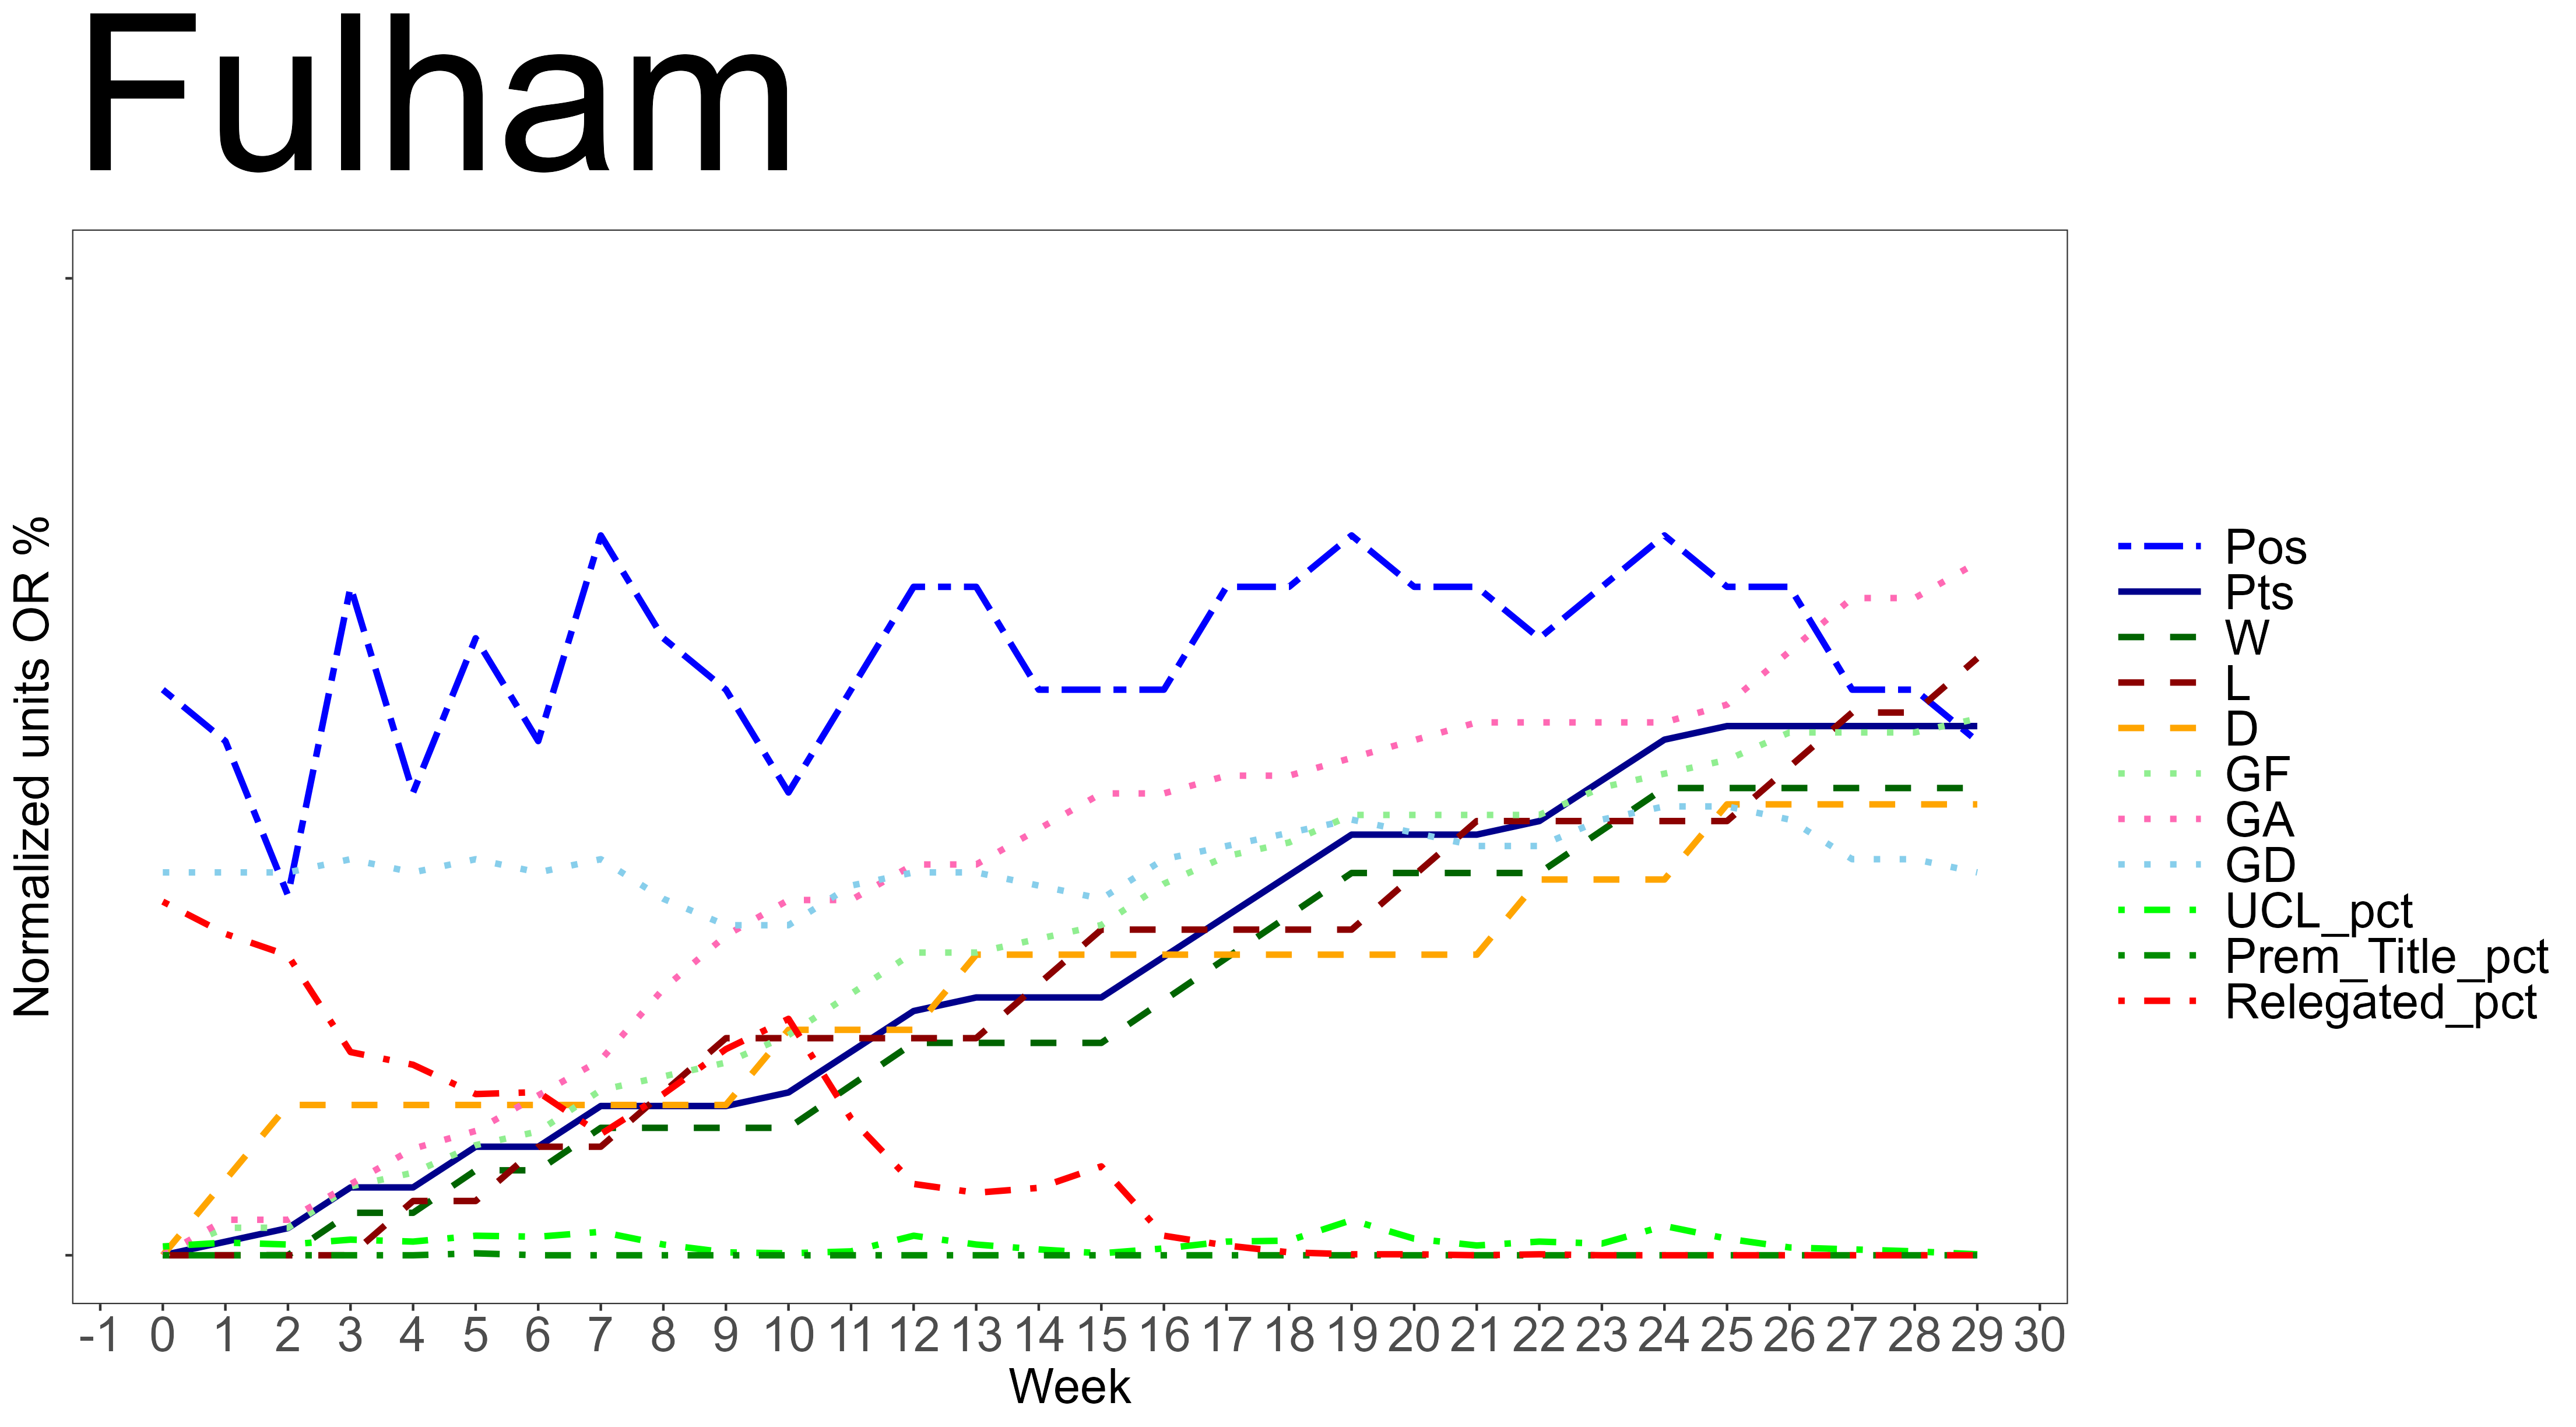 Fulham
Normalized units OR %
Pos
Pts
W
L
D
GF
GA
GD
UCL_pct
Prem_Title_pct
Relegated_pct
-1 0 1 2 3 4 5 6 7 8 9 10 11 12 13 14 15 16 17 18 19 20 21 22 23 24 25 26 27 28 29 30
Week